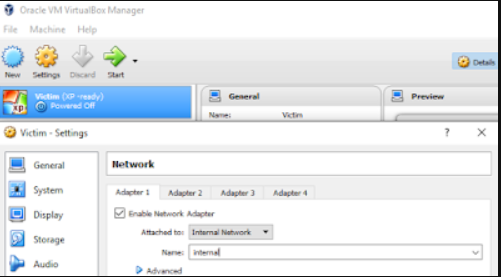 Oracle VM VirtualBox Manager
File Machine Help
New Settings Discard Start Details
Victim (XP -ready)
Powered Off
xp
General
Preview
Name: Victim
Victim - Settings ? ×
General
System
Display
Storage
Audio
Network
Adapter 1 Adapter 2 Adapter 3 Adapter 4
Enable Network Adapter
Attached to: Internal Network
Name: internal
Advanced